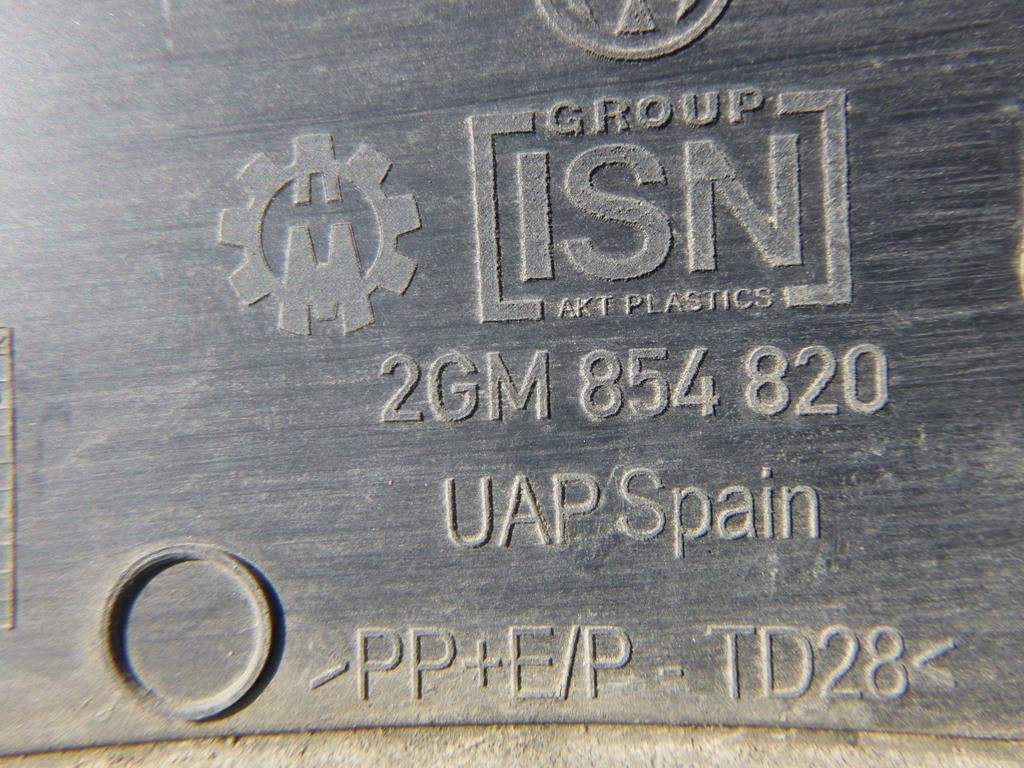 GROUP
ISN
AKT PLASTICS
2GM 854 820
UAP Spain
>PP+E/P - TD28<